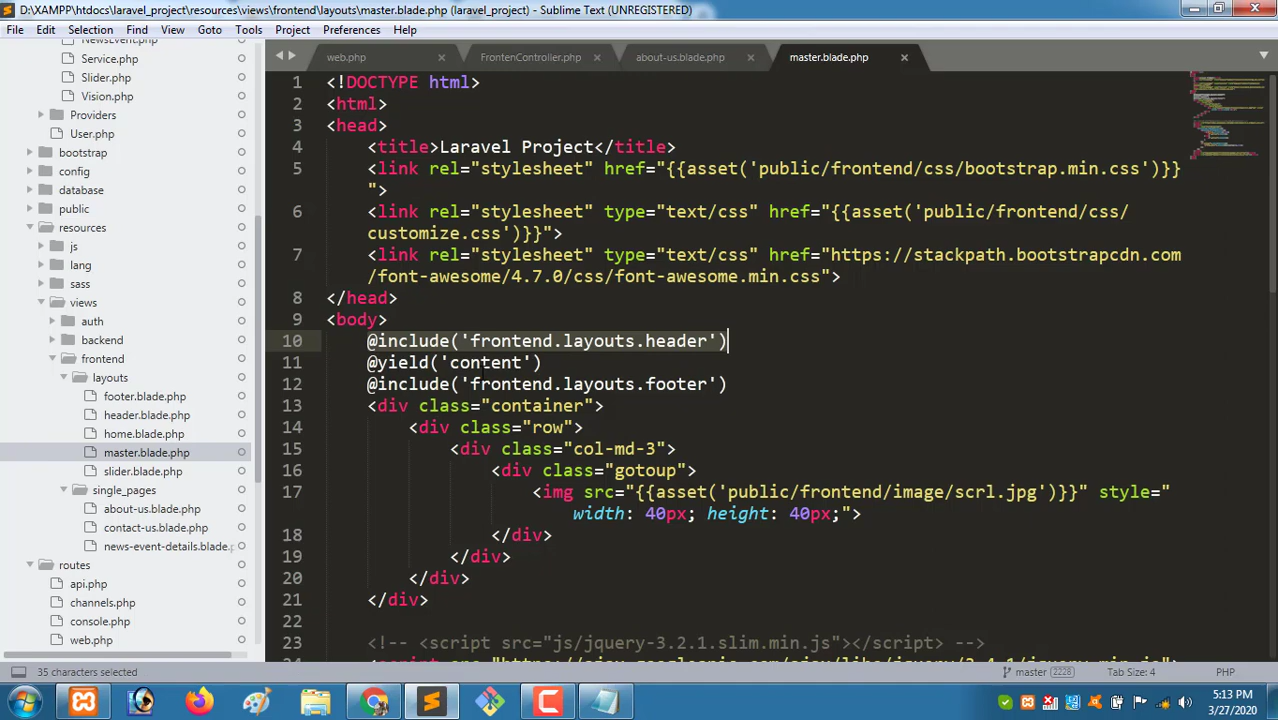 D:\XAMPP\htdocs\laravel_project\resources\views\frontend\layouts\master.blade.php (laravel_project) - Sublime Text (UNREGISTERED)
File Edit Selection Find View Goto Tools Project Preferences Help
NewsEvent.php
Service.php
Slider.php
Vision.php
Providers
User.php
bootstrap
config
database
public
resources
js
lang
sass
views
auth
backend
frontend
layouts
footer.blade.php
header.blade.php
home.blade.php
master.blade.php
slider.blade.php
single_pages
about-us.blade.php
contact-us.blade.php
news-event-details.blade.p
routes
api.php
channels.php
console.php
web.php
web.php FrontenController.php about-us.blade.php master.blade.php
1 <!DOCTYPE html>
2 <html>
3 <head>
4 <title>Laravel Project</title>
5 <link rel="stylesheet" href="{{asset('public/frontend/css/bootstrap.min.css')}}
">
6 <link rel="stylesheet" type="text/css" href="{{asset('public/frontend/css/
customize.css')}}">
7 <link rel="stylesheet" type="text/css" href="https://stackpath.bootstrapcdn.com
/font-awesome/4.7.0/css/font-awesome.min.css">
8 </head>
9 <body>
10 @include('frontend.layouts.header')
11 @yield('content')
12 @include('frontend.layouts.footer')
13 <div class="container">
14 <div class="row">
15 <div class="col-md-3">
16 <div class="gotoup">
17 <img src="{{asset('public/frontend/image/scrl.jpg')}}" style="
width: 40px; height: 40px;">
18 </div>
19 </div>
20 </div>
21 </div>
22
23 <!-- <script src="js/jquery-3.2.1.slim.min.js"></script> -->
35 characters selected
master 2228
Tab Size: 4
PHP
5:13 PM
3/27/2020